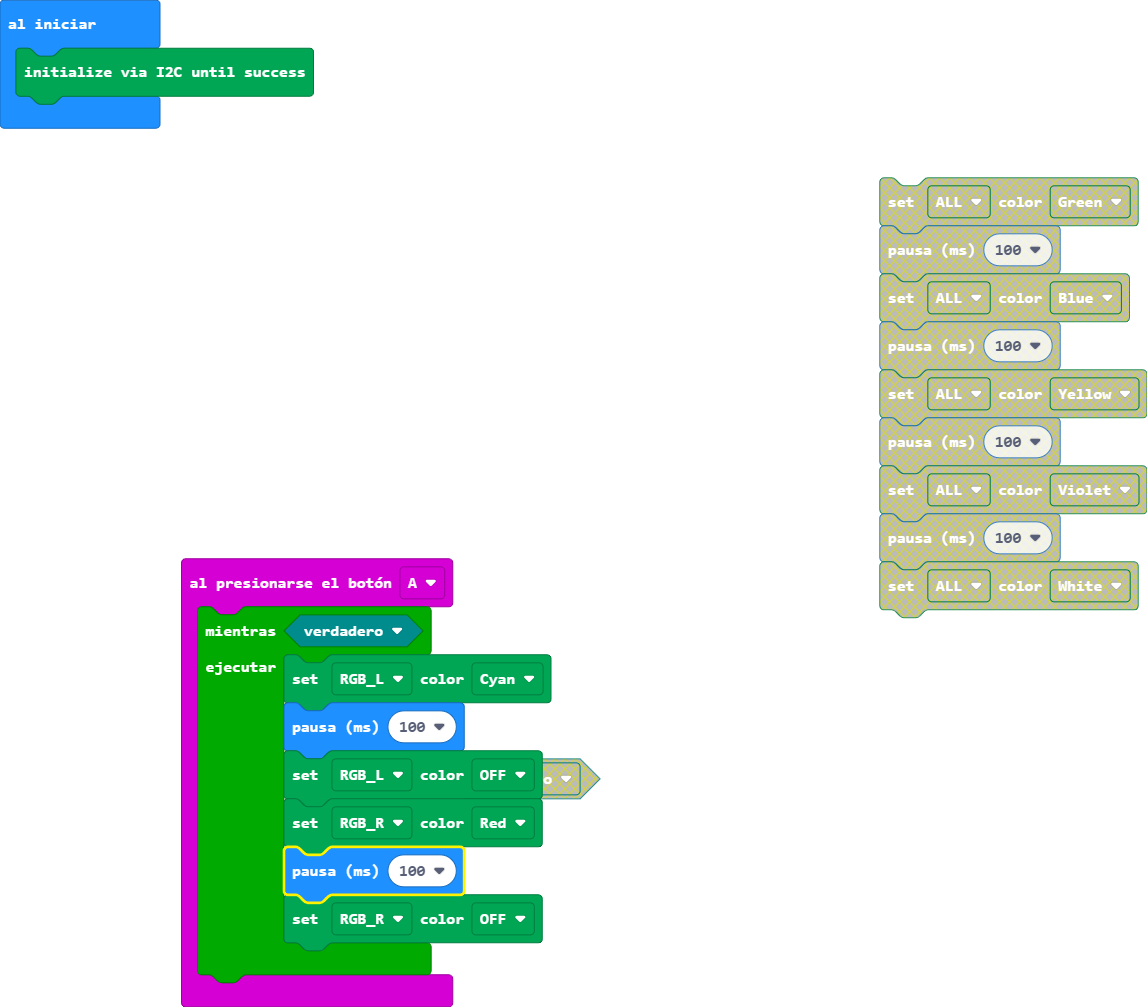 al iniciar
initialize via I2C until success
set ALL color Green
pausa (ms) 100
set ALL color Blue
pausa (ms) 100
set ALL color Yellow
pausa (ms) 100
set ALL color Violet
pausa (ms) 100
set ALL color White
al presionarse el botón A
mientras verdadero
ejecutar
set RGB_L color Cyan
pausa (ms) 100
set RGB_L color OFF
set RGB_R color Red
pausa (ms) 100
set RGB_R color OFF